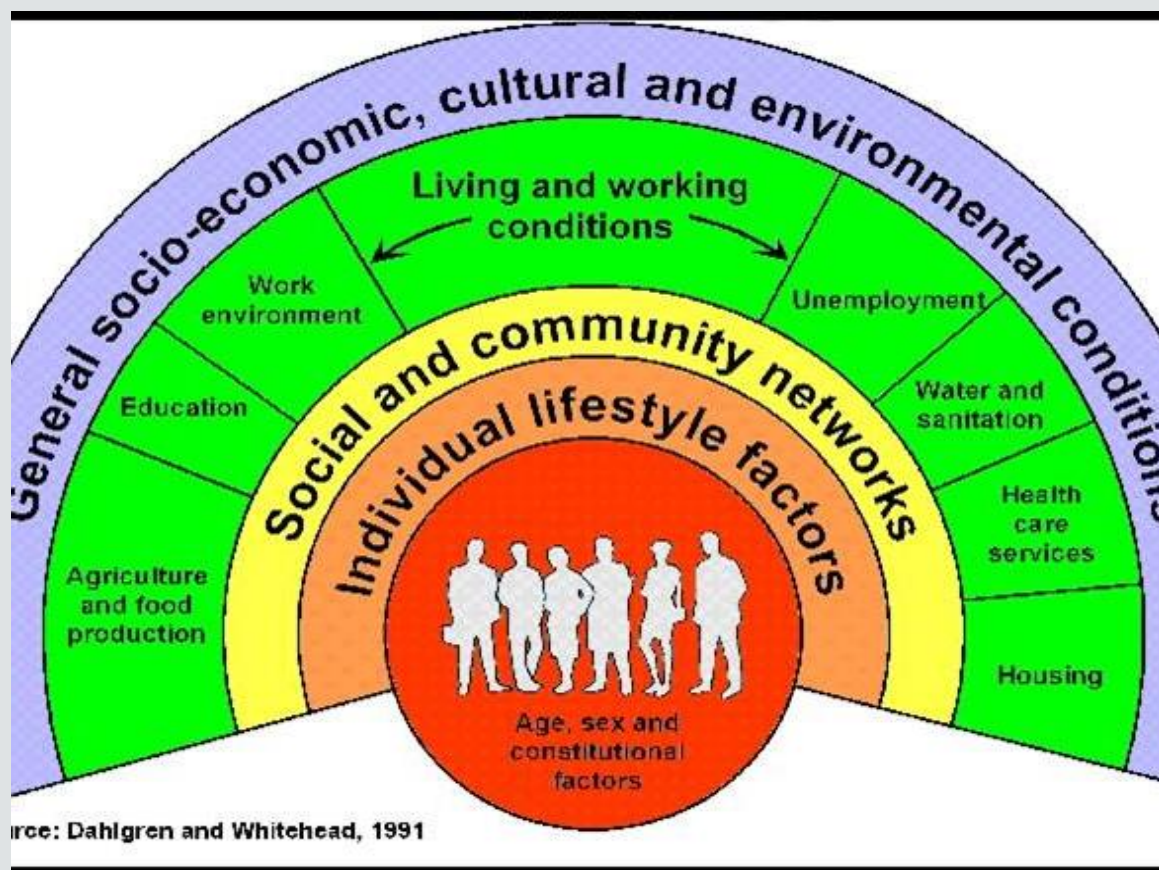 General socio-economic, cultural and environmental conditions
Living and working
conditions
Work
environment
Unemployment
Education
Water and
sanitation
Agriculture
and food
production
Health
care
services
Housing
Social and community networks
Individual lifestyle factors
Age, sex and
constitutional
factors
urce: Dahlgren and Whitehead, 1991